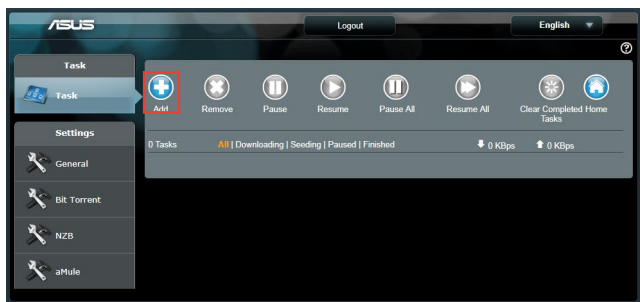 ASUS
Logout
English
?
Task
Task
Add
Remove
Pause
Resume
Pause All
Resume All
Clear Completed
Tasks
Home
0 Tasks
All | Downloading | Seeding | Paused | Finished
0 KBps
0 KBps
Settings
General
Bit Torrent
NZB
aMule